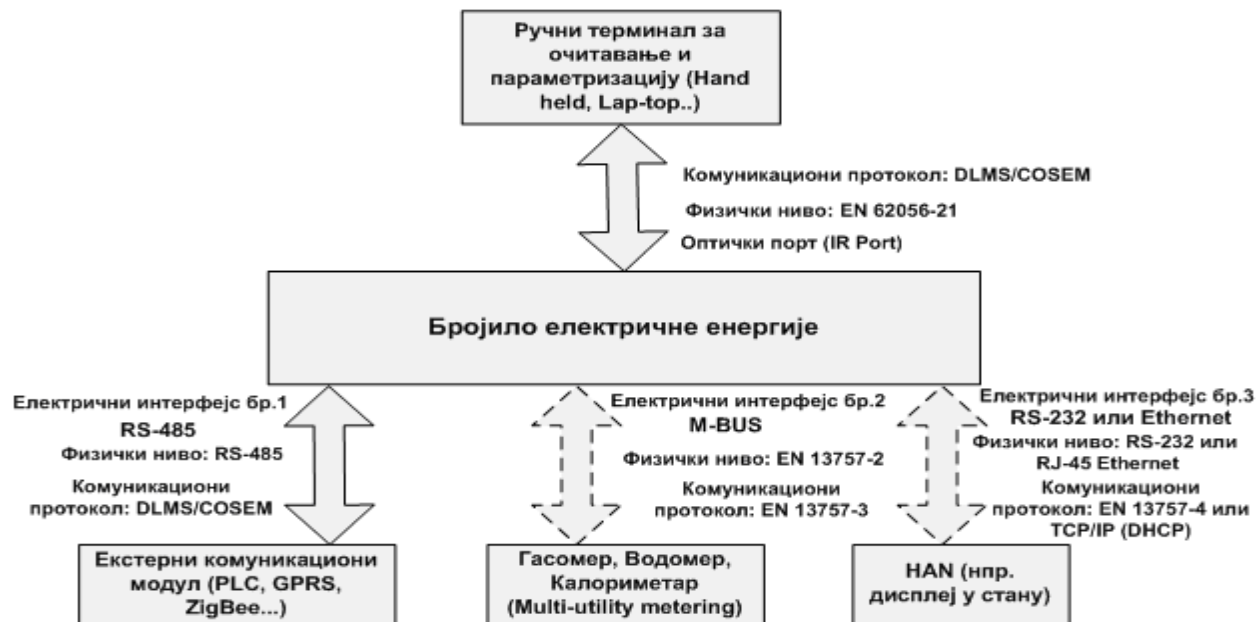 Ручни терминал за
очитавање и
параметризацију (Hand
held, Lap-top..)
Комуникациони протокол: DLMS/COSEM
Физички ниво: EN 62056-21
Оптички порт (IR Port)
Бројило електричне енергије
Електрични интерфејс бр.1
RS-485
Физички ниво: RS-485
Комуникациони
протокол: DLMS/COSEM
Електрични интерфејс бр.2
M-BUS
Физички ниво: EN 13757-2
Комуникациони
протокол: EN 13757-3
Електрични интерфејс бр.3
RS-232 или Ethernet
Физички ниво: RS-232 или
RJ-45 Ethernet
Комуникациони
протокол: EN 13757-4 или
TCP/IP (DHCP)
Екстерни комуникациони
модул (PLC, GPRS,
ZigBee...)
Гасомер, Водомер,
Калориметар
(Multi-utility metering)
HAN (нпр.
дисплеј у стану)